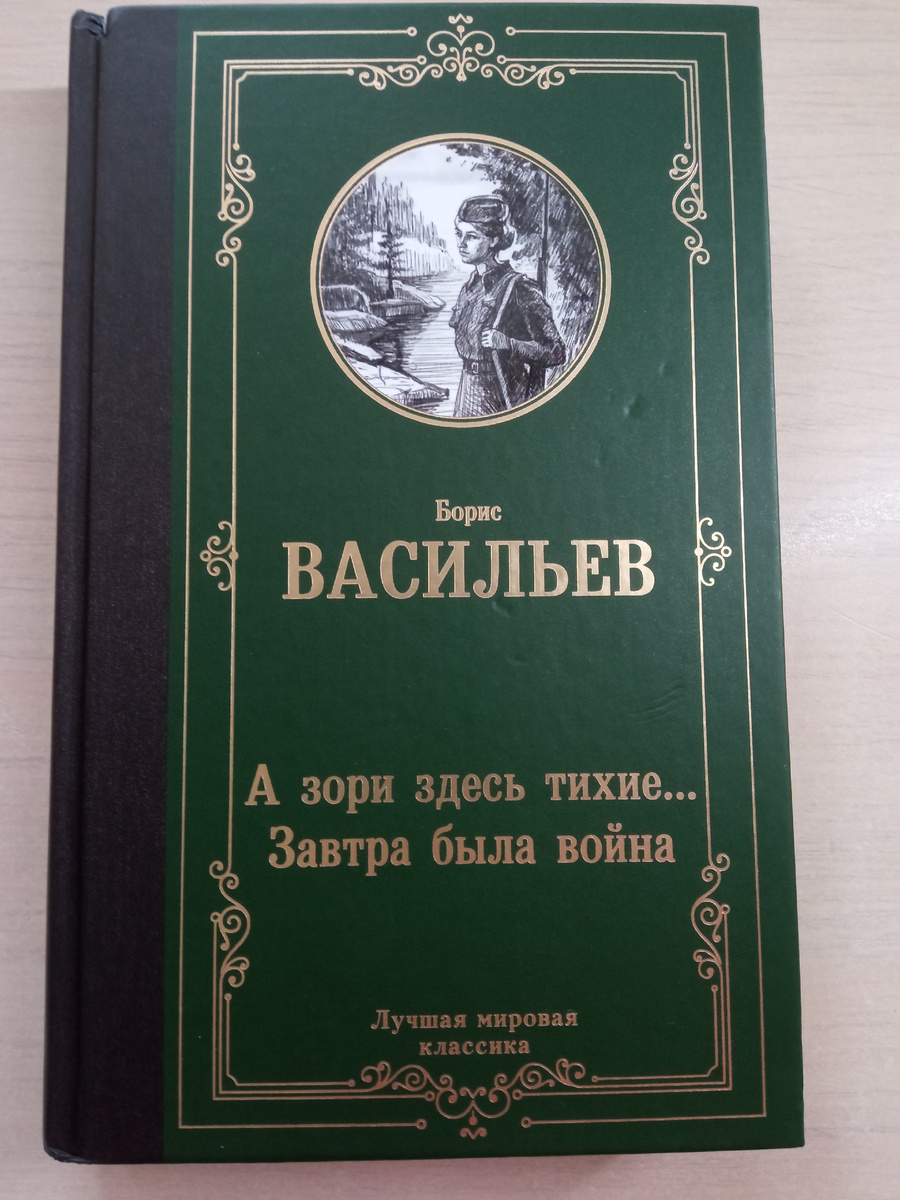 Борис
ВАСИЛЬЕВ
А зори здесь тихие...
Завтра была война
Лучшая мировая
классика